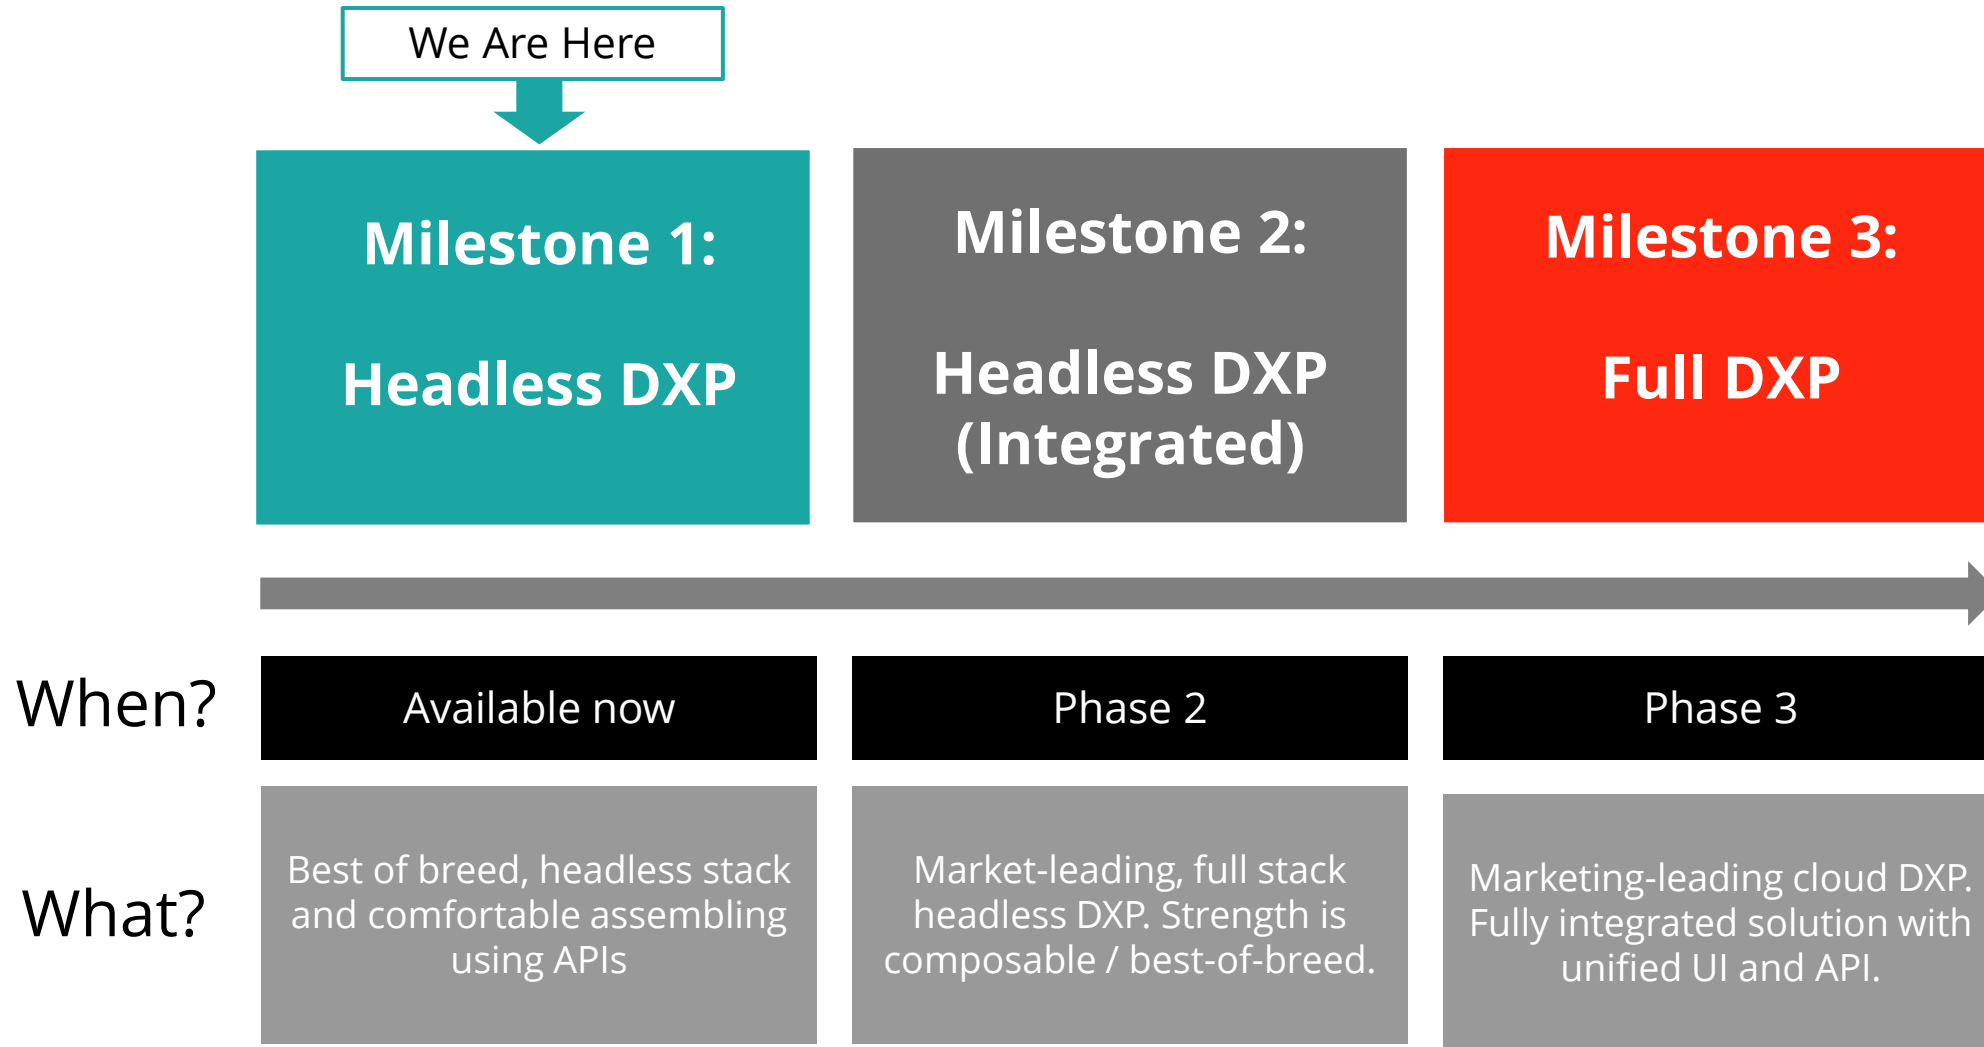 We Are Here
Milestone 1:
Headless DXP
Milestone 2:
Headless DXP
(Integrated)
Milestone 3:
Full DXP
When?
Available now
Phase 2
Phase 3
What?
Best of breed, headless stack
and comfortable assembling
using APIs
Market-leading, full stack
headless DXP. Strength is
composable / best-of-breed.
Marketing-leading cloud DXP.
Fully integrated solution with
unified UI and API.